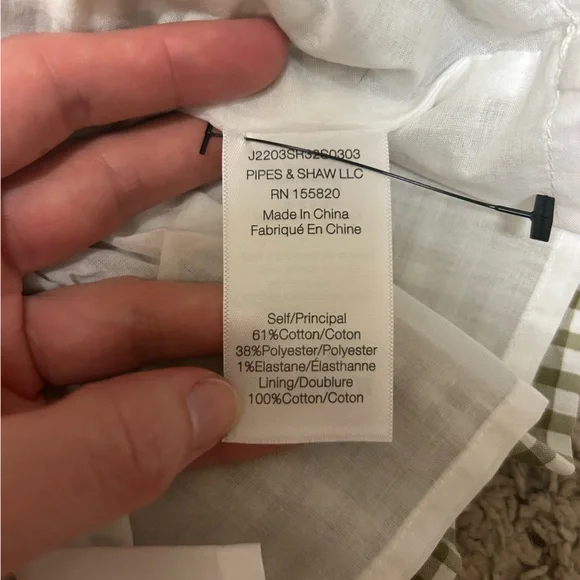 J2203SR32S0303
PIPES & SHAW LLC
RN 155820
Made In China
Fabriqué En Chine
Self/Principal
61%Cotton/Coton
38%Polyester/Polyester
1%Elastane/Élasthanne
Lining/Doublure
100%Cotton/Coton